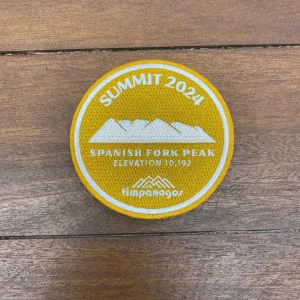 SUMMIT 2024
SPANISH FORK PEAK
ELEVATION 10,192
timpanogos